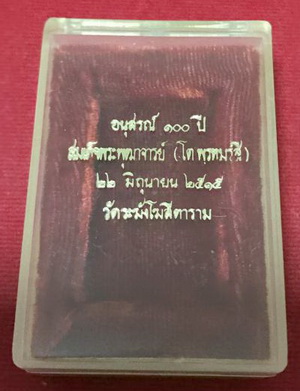 อนุสรณ์ ๑๐๐ ปี
สมเด็จพระพุฒาจารย์ (โต พรหมรังสี)
๒๒ มิถุนายน ๒๕๑๕
วัดระฆังโฆสิตาราม